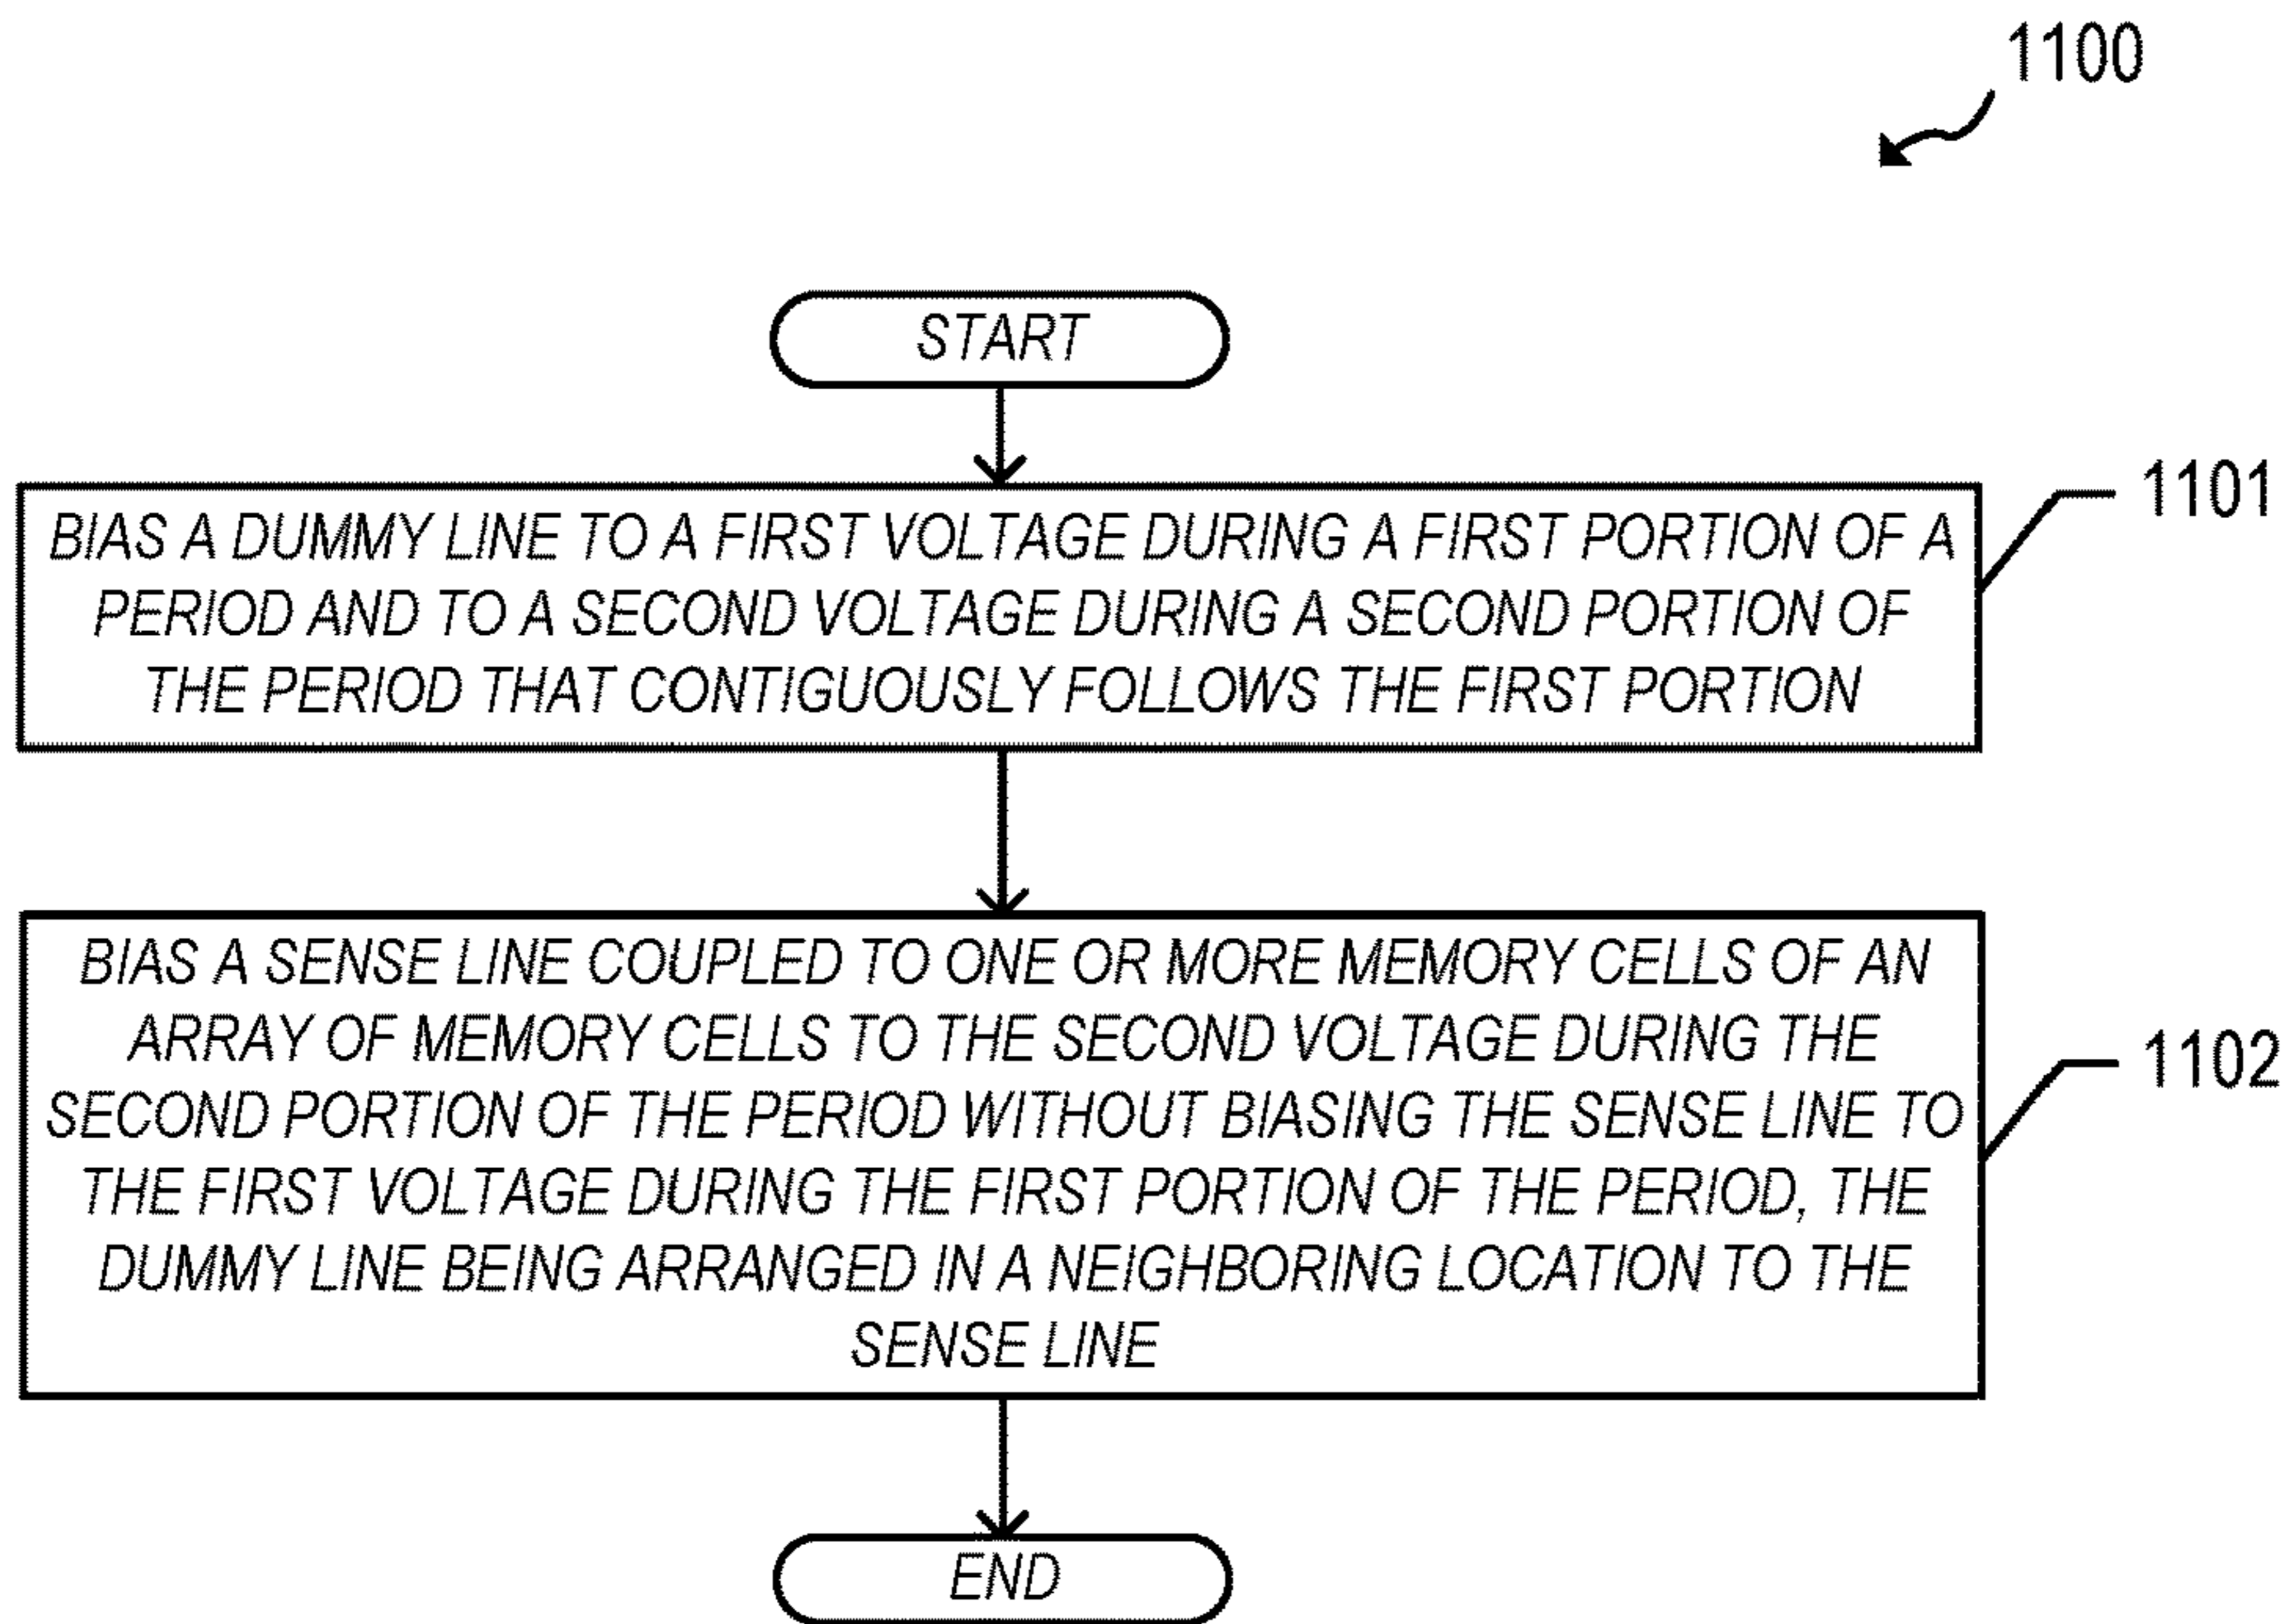 1100
START
BIAS A DUMMY LINE TO A FIRST VOLTAGE DURING A FIRST PORTION OF A
PERIOD AND TO A SECOND VOLTAGE DURING A SECOND PORTION OF
THE PERIOD THAT CONTIGUOUSLY FOLLOWS THE FIRST PORTION
1101
BIAS A SENSE LINE COUPLED TO ONE OR MORE MEMORY CELLS OF AN
ARRAY OF MEMORY CELLS TO THE SECOND VOLTAGE DURING THE
SECOND PORTION OF THE PERIOD WITHOUT BIASING THE SENSE LINE TO
THE FIRST VOLTAGE DURING THE FIRST PORTION OF THE PERIOD, THE
DUMMY LINE BEING ARRANGED IN A NEIGHBORING LOCATION TO THE
SENSE LINE
1102
END